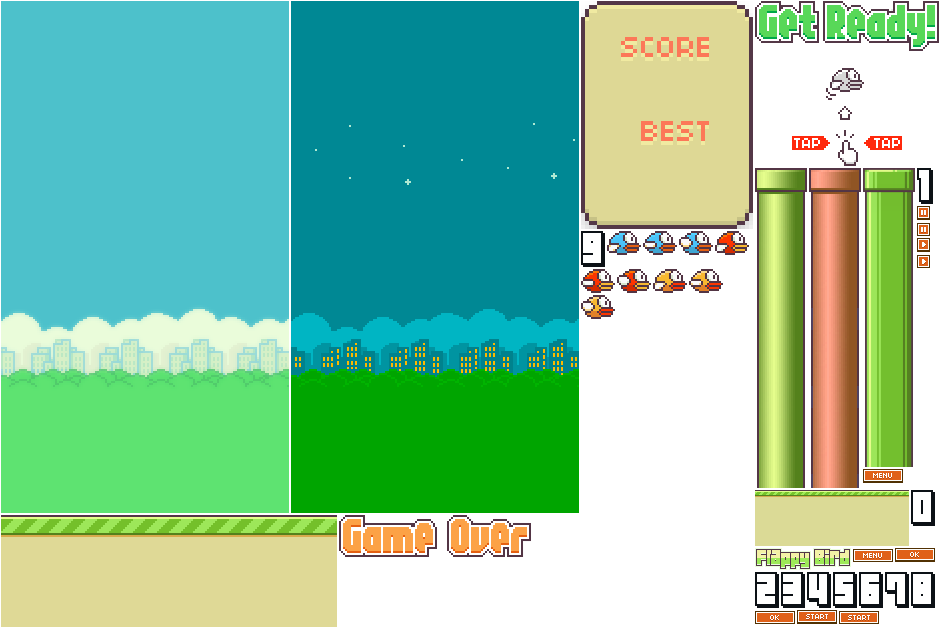 SCORE
BEST
Get Ready!
TAP TAP
1
9
MENU
0
Flappy Bird MENU OK
2345678
OK START START
Game Over